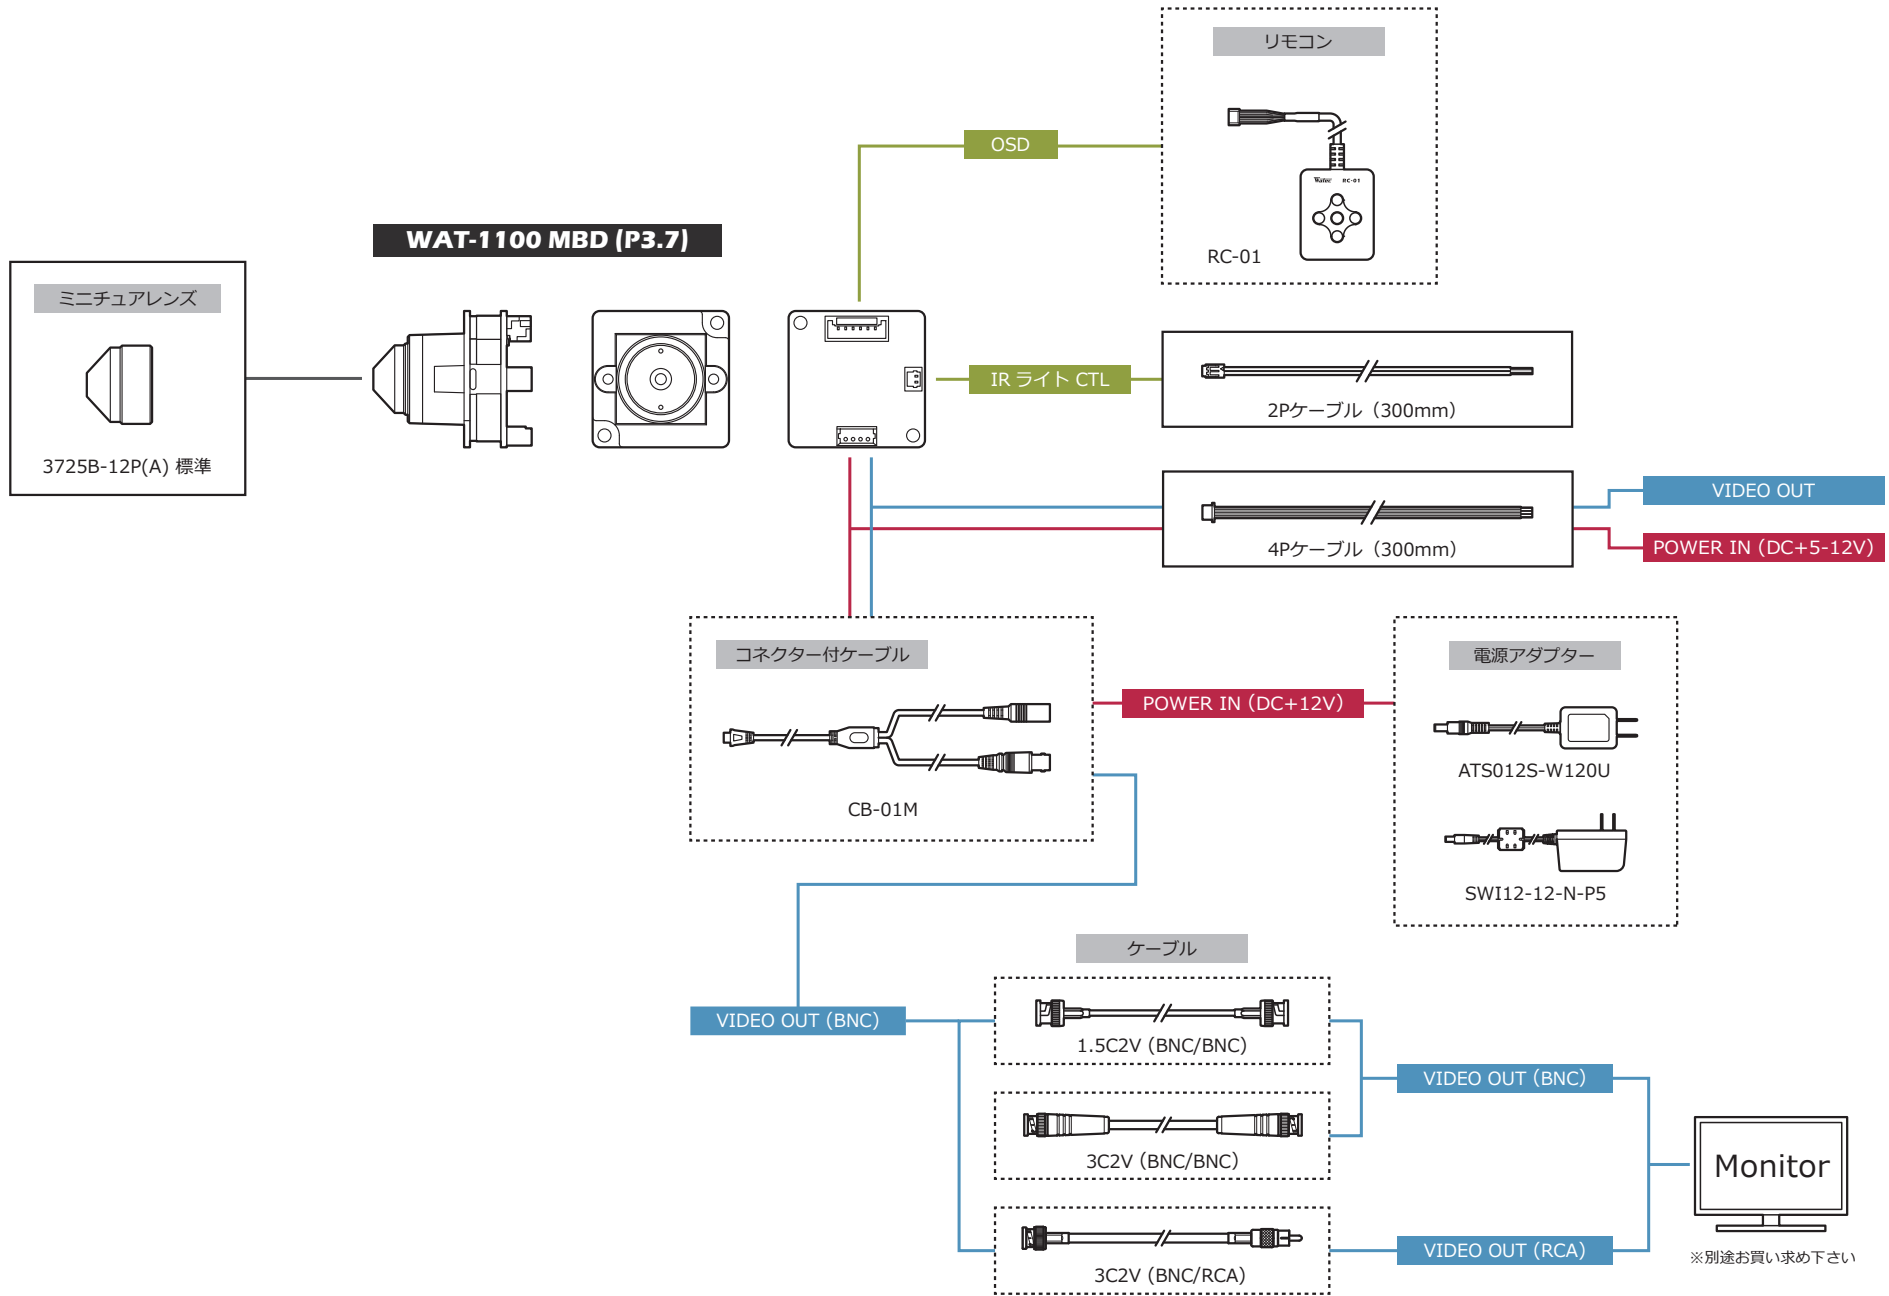 リモコン
OSD
Watec RC-01
RC-01
WAT-1100 MBD (P3.7)
ミニチュアレンズ
3725B-12P(A) 標準
IR ライト CTL
2Pケーブル（300mm）
4Pケーブル（300mm）
VIDEO OUT
POWER IN (DC+5-12V)
コネクター付ケーブル
CB-01M
POWER IN (DC+12V)
電源アダプター
ATS012S-W120U
SWI12-12-N-P5
ケーブル
VIDEO OUT (BNC)
1.5C2V (BNC/BNC)
3C2V (BNC/BNC)
3C2V (BNC/RCA)
VIDEO OUT (BNC)
VIDEO OUT (RCA)
Monitor
※別途お買い求め下さい